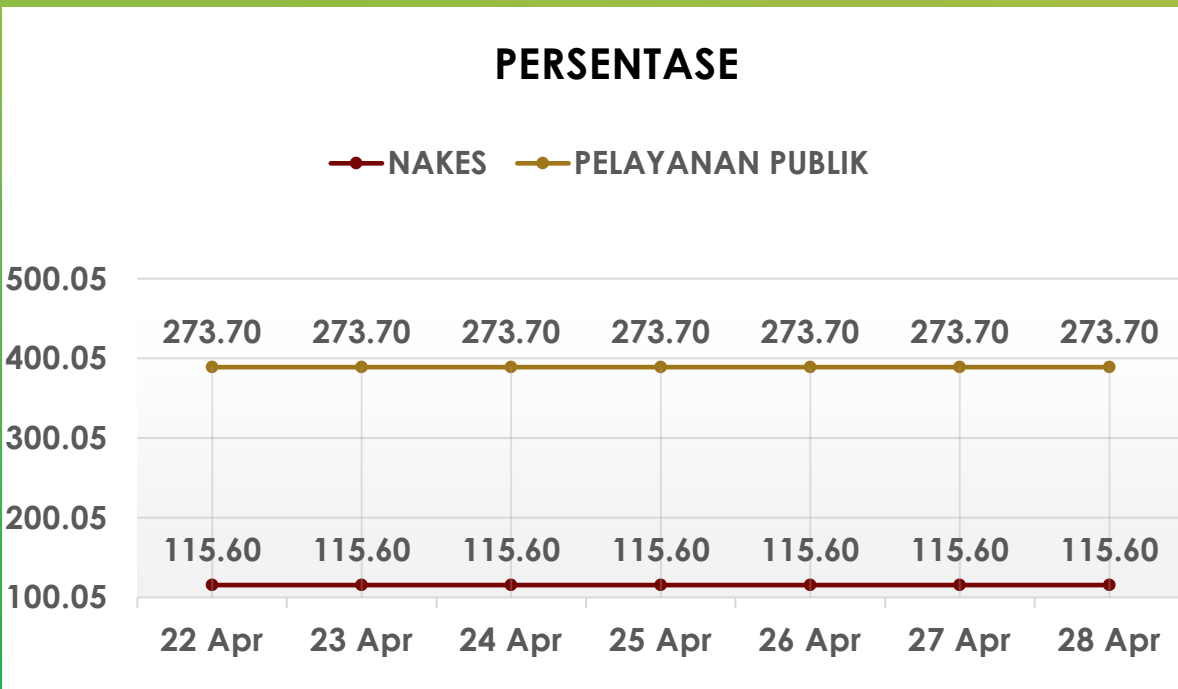 PERSENTASE
NAKES PELAYANAN PUBLIK
500.05
273.70 273.70 273.70 273.70 273.70 273.70 273.70
400.05
300.05
200.05
115.60 115.60 115.60 115.60 115.60 115.60 115.60
100.05
22 Apr 23 Apr 24 Apr 25 Apr 26 Apr 27 Apr 28 Apr